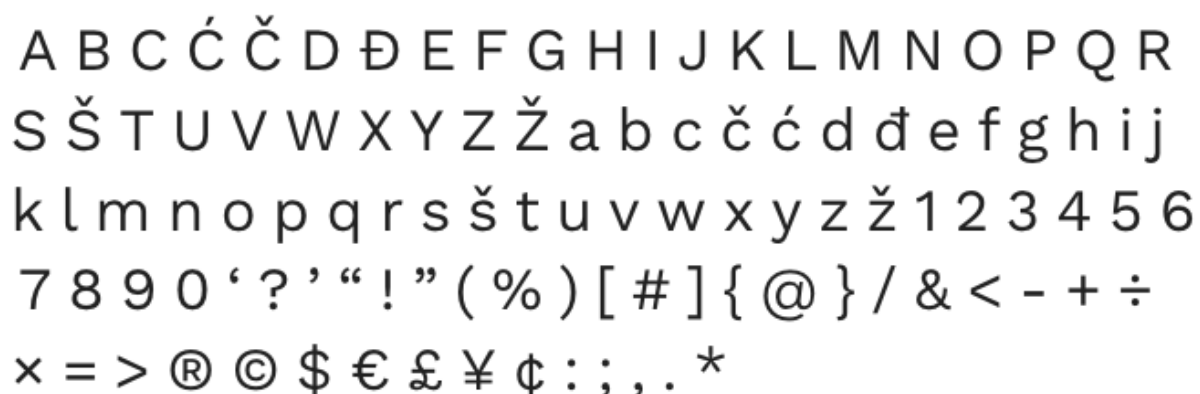 A B C Ć Č D Đ E F G H I J K L M N O P Q R
S Š T U V W X Y Z Ž a b c č ć d đ e f g h i j
k l m n o p q r s š t u v w x y z ž 1 2 3 4 5 6
7 8 9 0 ‘ ? ’ “ ! ” ( % ) [ # ] { @ } / & < - + ÷
× = > ® © $ € £ ¥ ¢ : ; , . *